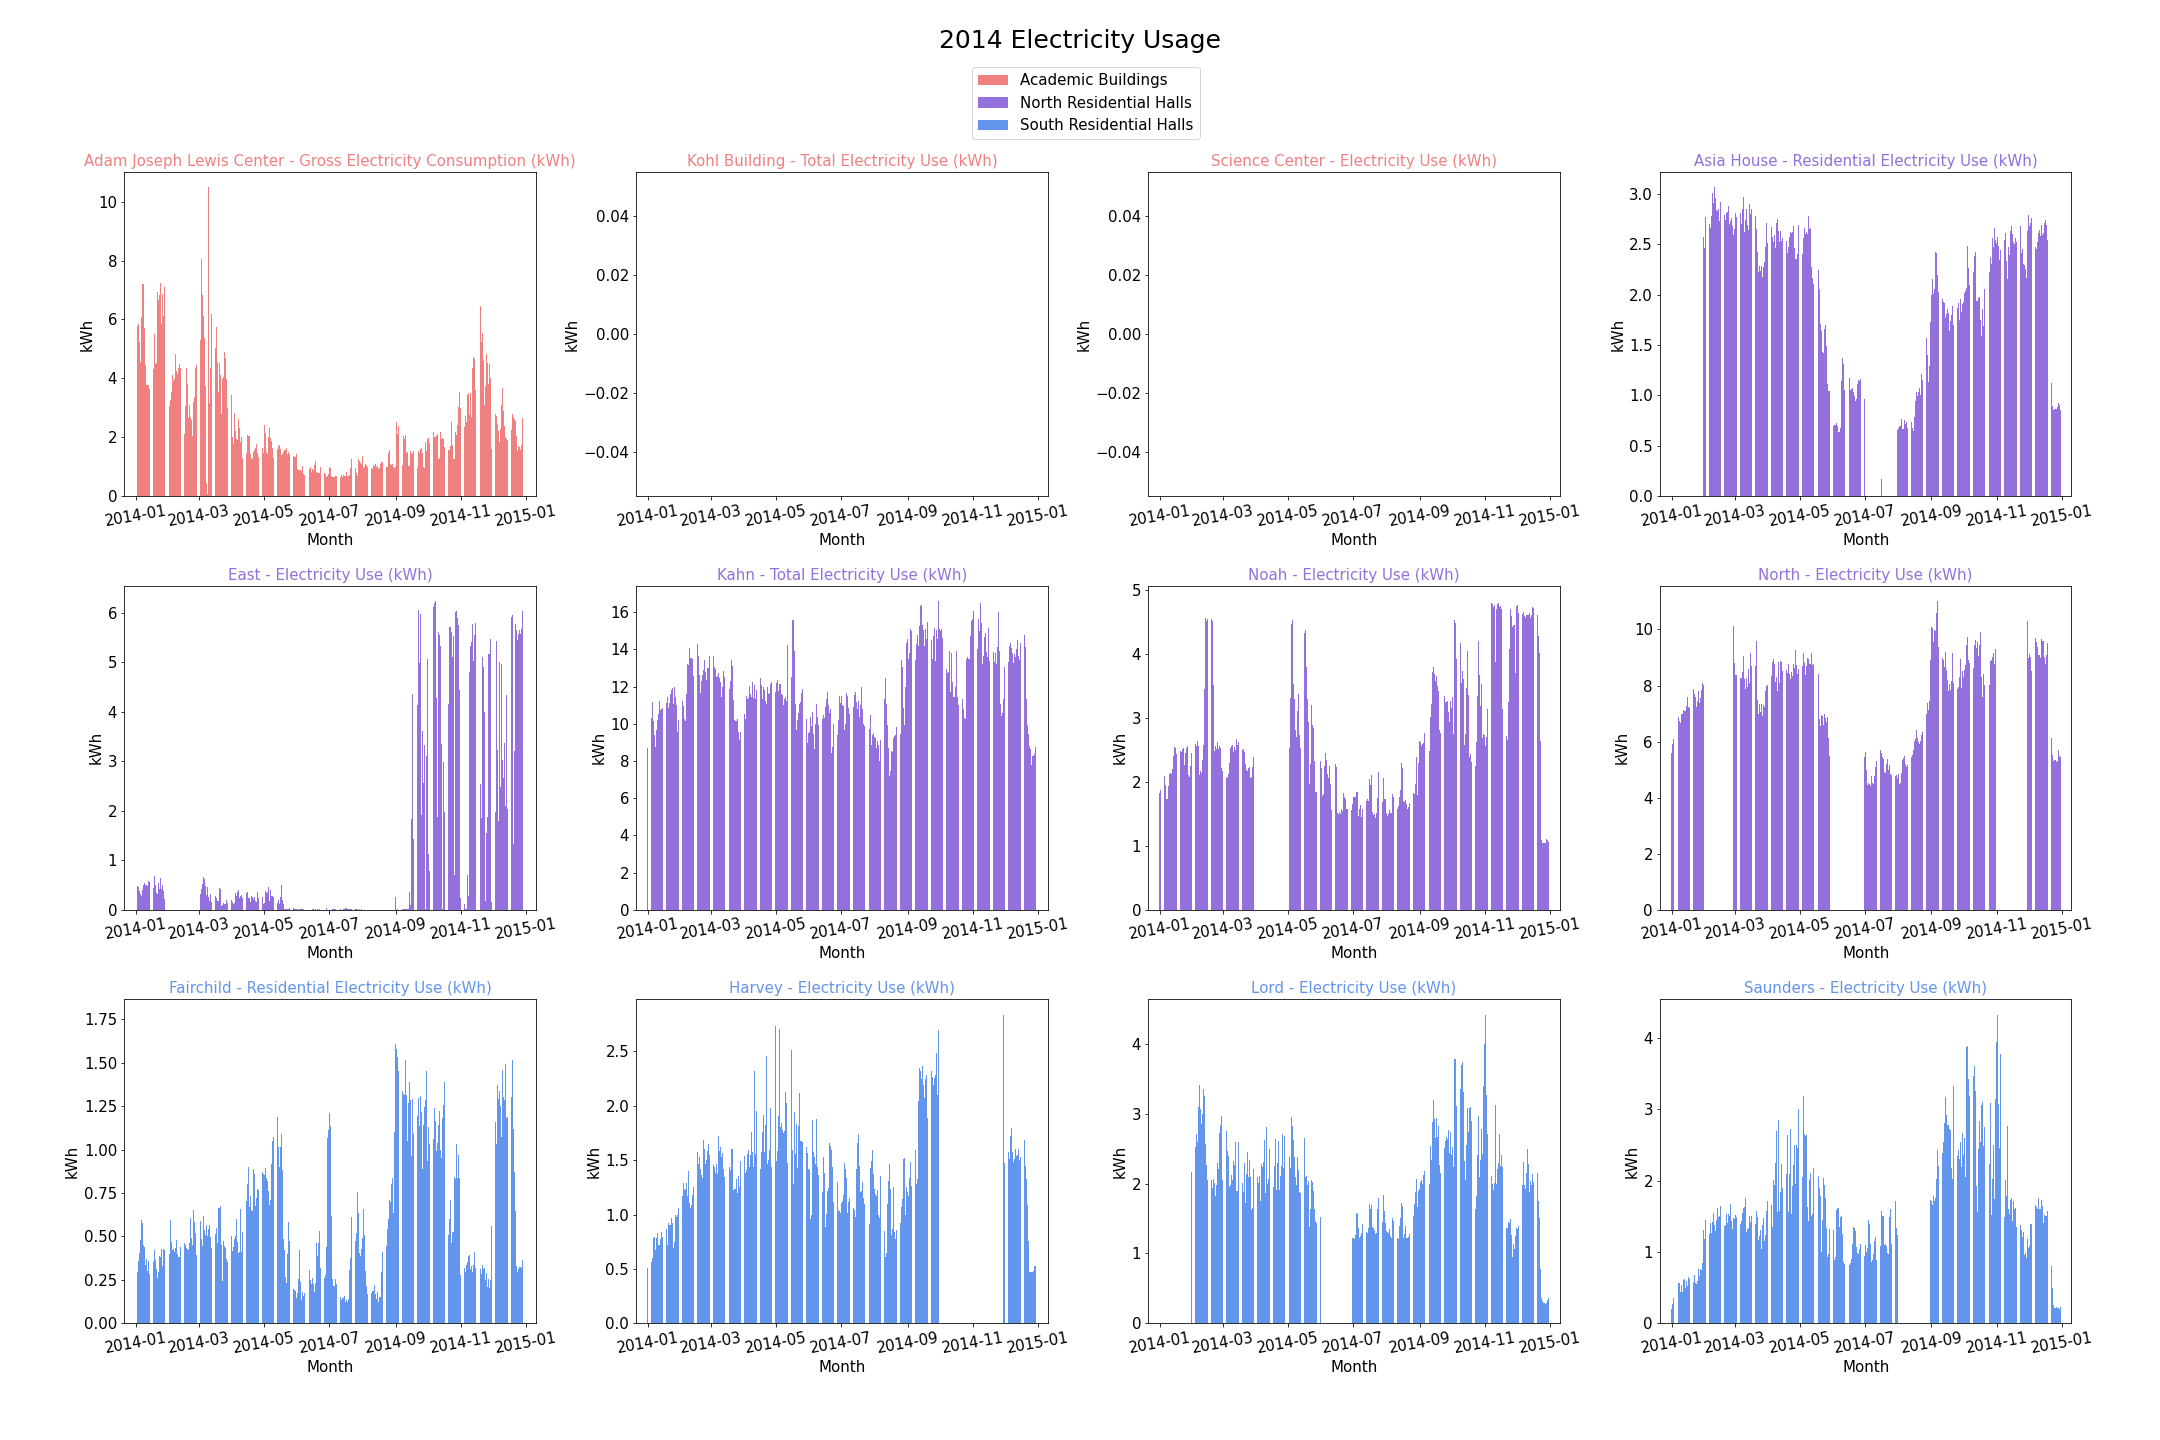 2014 Electricity Usage
Academic Buildings
North Residential Halls
South Residential Halls
Adam Joseph Lewis Center - Gross Electricity Consumption (kWh)
kWh
10
8
6
4
2
0
2014-01 2014-03 2014-05 2014-07 2014-09 2014-11 2015-01
Month
Kohl Building - Total Electricity Use (kWh)
kWh
0.04
0.02
0.00
−0.02
−0.04
2014-01 2014-03 2014-05 2014-07 2014-09 2014-11 2015-01
Month
Science Center - Electricity Use (kWh)
kWh
0.04
0.02
0.00
−0.02
−0.04
2014-01 2014-03 2014-05 2014-07 2014-09 2014-11 2015-01
Month
Asia House - Residential Electricity Use (kWh)
kWh
3.0
2.5
2.0
1.5
1.0
0.5
0.0
2014-01 2014-03 2014-05 2014-07 2014-09 2014-11 2015-01
Month
East - Electricity Use (kWh)
kWh
6
5
4
3
2
1
0
2014-01 2014-03 2014-05 2014-07 2014-09 2014-11 2015-01
Month
Kahn - Total Electricity Use (kWh)
kWh
16
14
12
10
8
6
4
2
0
2014-01 2014-03 2014-05 2014-07 2014-09 2014-11 2015-01
Month
Noah - Electricity Use (kWh)
kWh
5
4
3
2
1
0
2014-01 2014-03 2014-05 2014-07 2014-09 2014-11 2015-01
Month
North - Electricity Use (kWh)
kWh
10
8
6
4
2
0
2014-01 2014-03 2014-05 2014-07 2014-09 2014-11 2015-01
Month
Fairchild - Residential Electricity Use (kWh)
kWh
1.75
1.50
1.25
1.00
0.75
0.50
0.25
0.00
2014-01 2014-03 2014-05 2014-07 2014-09 2014-11 2015-01
Month
Harvey - Electricity Use (kWh)
kWh
2.5
2.0
1.5
1.0
0.5
0.0
2014-01 2014-03 2014-05 2014-07 2014-09 2014-11 2015-01
Month
Lord - Electricity Use (kWh)
kWh
4
3
2
1
0
2014-01 2014-03 2014-05 2014-07 2014-09 2014-11 2015-01
Month
Saunders - Electricity Use (kWh)
kWh
4
3
2
1
0
2014-01 2014-03 2014-05 2014-07 2014-09 2014-11 2015-01
Month